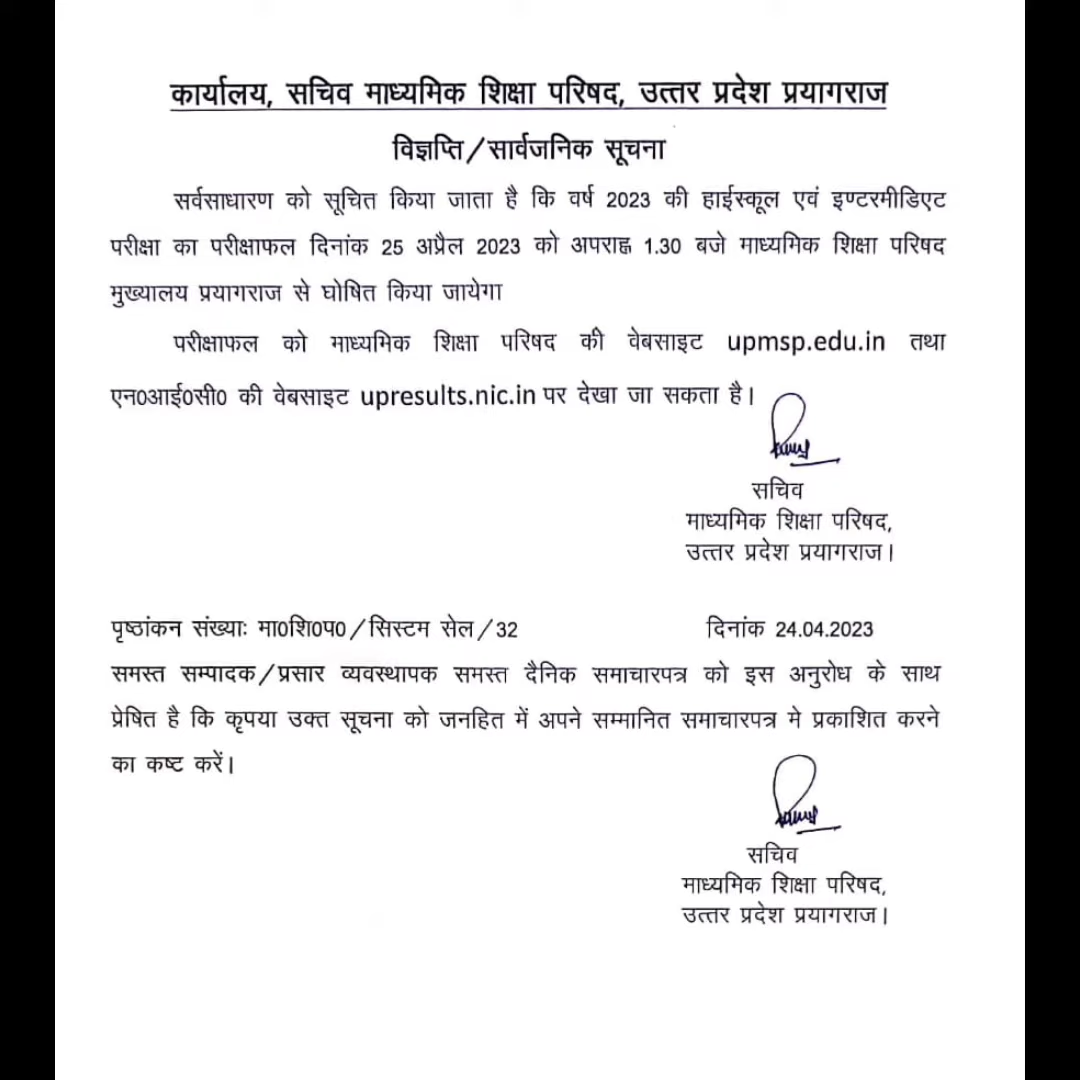 कार्यालय, सचिव माध्यमिक शिक्षा परिषद, उत्तर प्रदेश प्रयागराज
विज्ञप्ति/सार्वजनिक सूचना
सर्वसाधारण को सूचित किया जाता है कि वर्ष 2023 की हाईस्कूल एवं इण्टरमीडिएट
परीक्षा का परीक्षाफल दिनांक 25 अप्रैल 2023 को अपराह्न 1.30 बजे माध्यमिक शिक्षा परिषद
मुख्यालय प्रयागराज से घोषित किया जायेगा
परीक्षाफल को माध्यमिक शिक्षा परिषद की वेबसाइट upmsp.edu.in तथा
एन0आई0सी0 की वेबसाइट upresults.nic.in पर देखा जा सकता है।
सचिव
माध्यमिक शिक्षा परिषद,
उत्तर प्रदेश प्रयागराज।
पृष्ठांकन संख्याः मा0शि0प0/सिस्टम सेल/32 दिनांक 24.04.2023
समस्त सम्पादक/प्रसार व्यवस्थापक समस्त दैनिक समाचारपत्र को इस अनुरोध के साथ
प्रेषित है कि कृपया उक्त सूचना को जनहित में अपने सम्मानित समाचारपत्र मे प्रकाशित करने
का कष्ट करें।
सचिव
माध्यमिक शिक्षा परिषद,
उत्तर प्रदेश प्रयागराज।